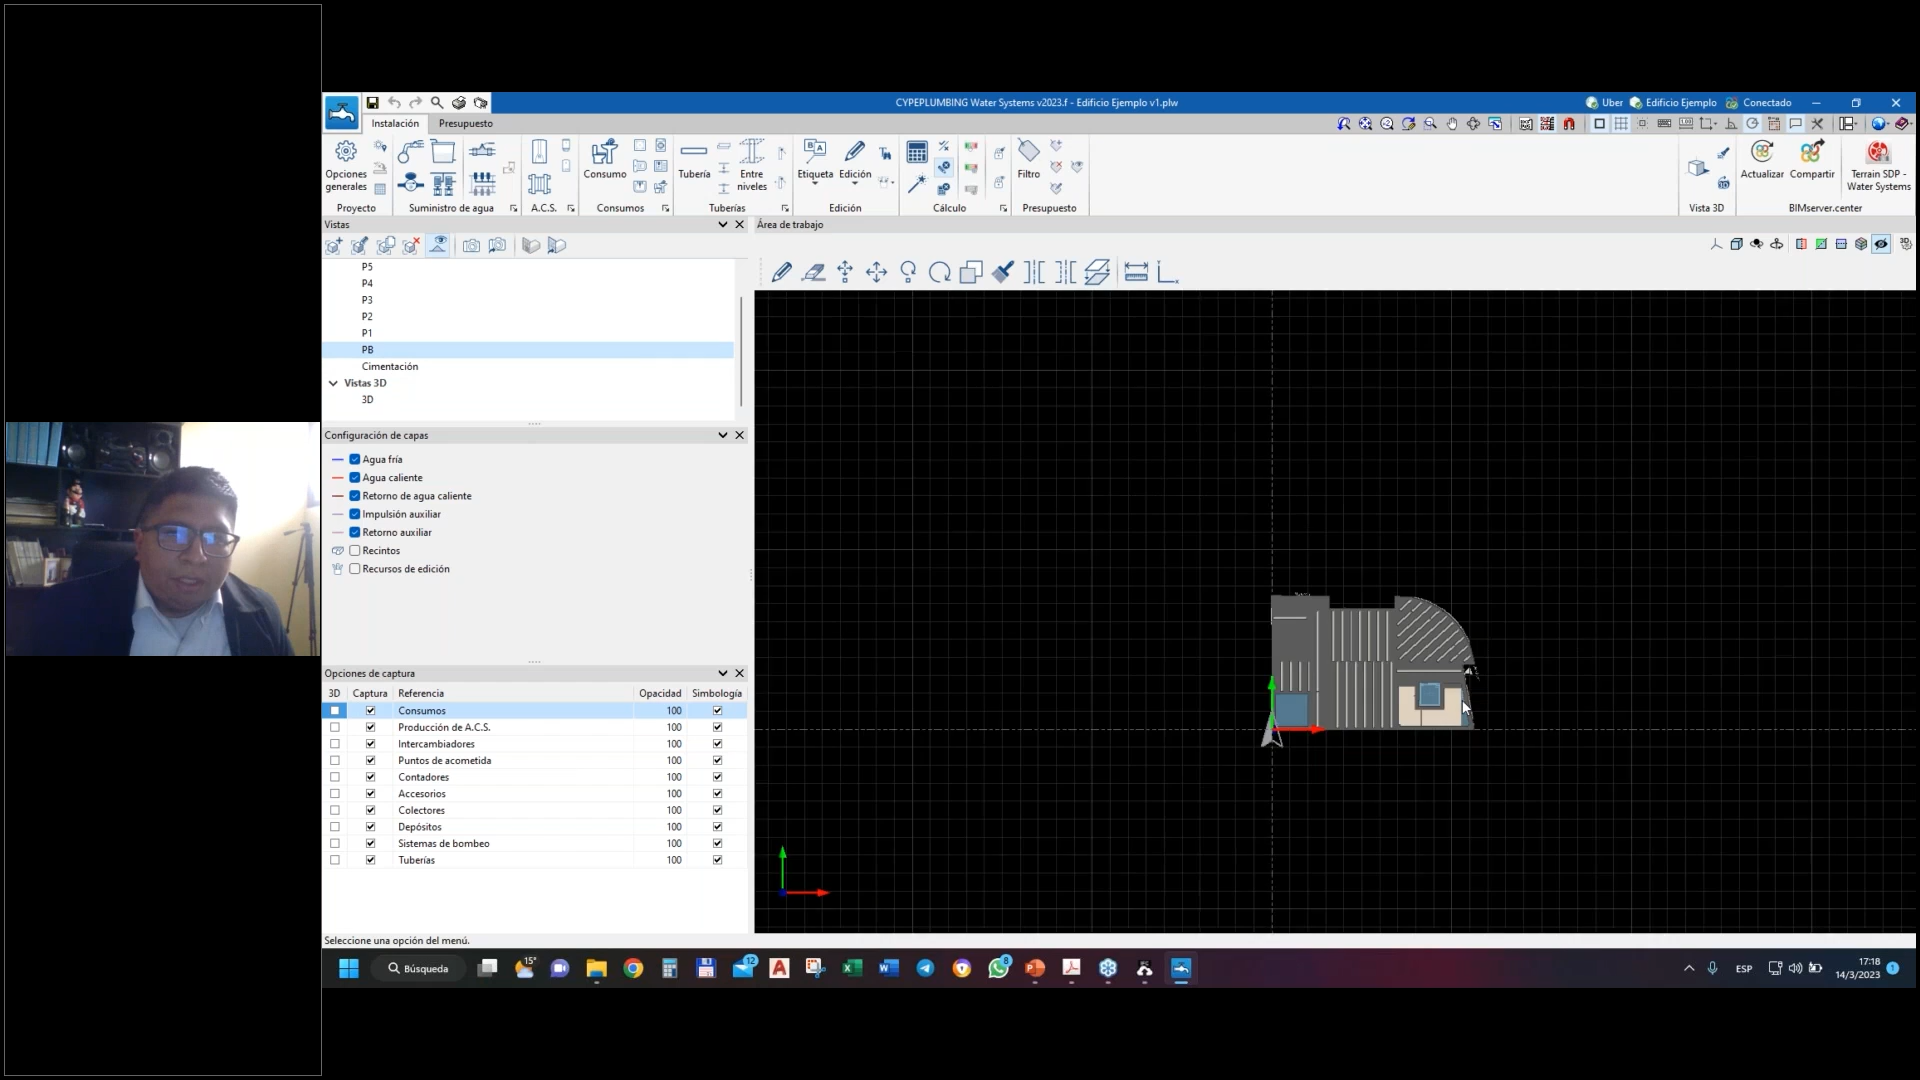 CYPEPLUMBING Water Systems v2023.f - Edificio Ejemplo v1.plw
Uber
Edificio Ejemplo
Conectado
Instalación
Presupuesto
Opciones generales
Consumo
Tubería
Entre niveles
Etiqueta
Edición
Filtro
Actualizar
Compartir
Terrain SDP - Water Systems
Proyecto
Suministro de agua
A.C.S.
Consumos
Tuberías
Edición
Cálculo
Presupuesto
Vista 3D
BIMserver.center
Vistas
Área de trabajo
P5
P4
P3
P2
P1
PB
Cimentación
Vistas 3D
3D
Configuración de capas
Agua fría
Agua caliente
Retorno de agua caliente
Impulsión auxiliar
Retorno auxiliar
Recintos
Recursos de edición
Opciones de captura
3D Captura Referencia Opacidad Simbología
Consumos 100
Producción de A.C.S. 100
Intercambiadores 100
Puntos de acometida 100
Contadores 100
Accesorios 100
Colectores 100
Depósitos 100
Sistemas de bombeo 100
Tuberías 100
Seleccione una opción del menú.
Búsqueda
15°
12
8
ESP
17:18
14/3/2023
1